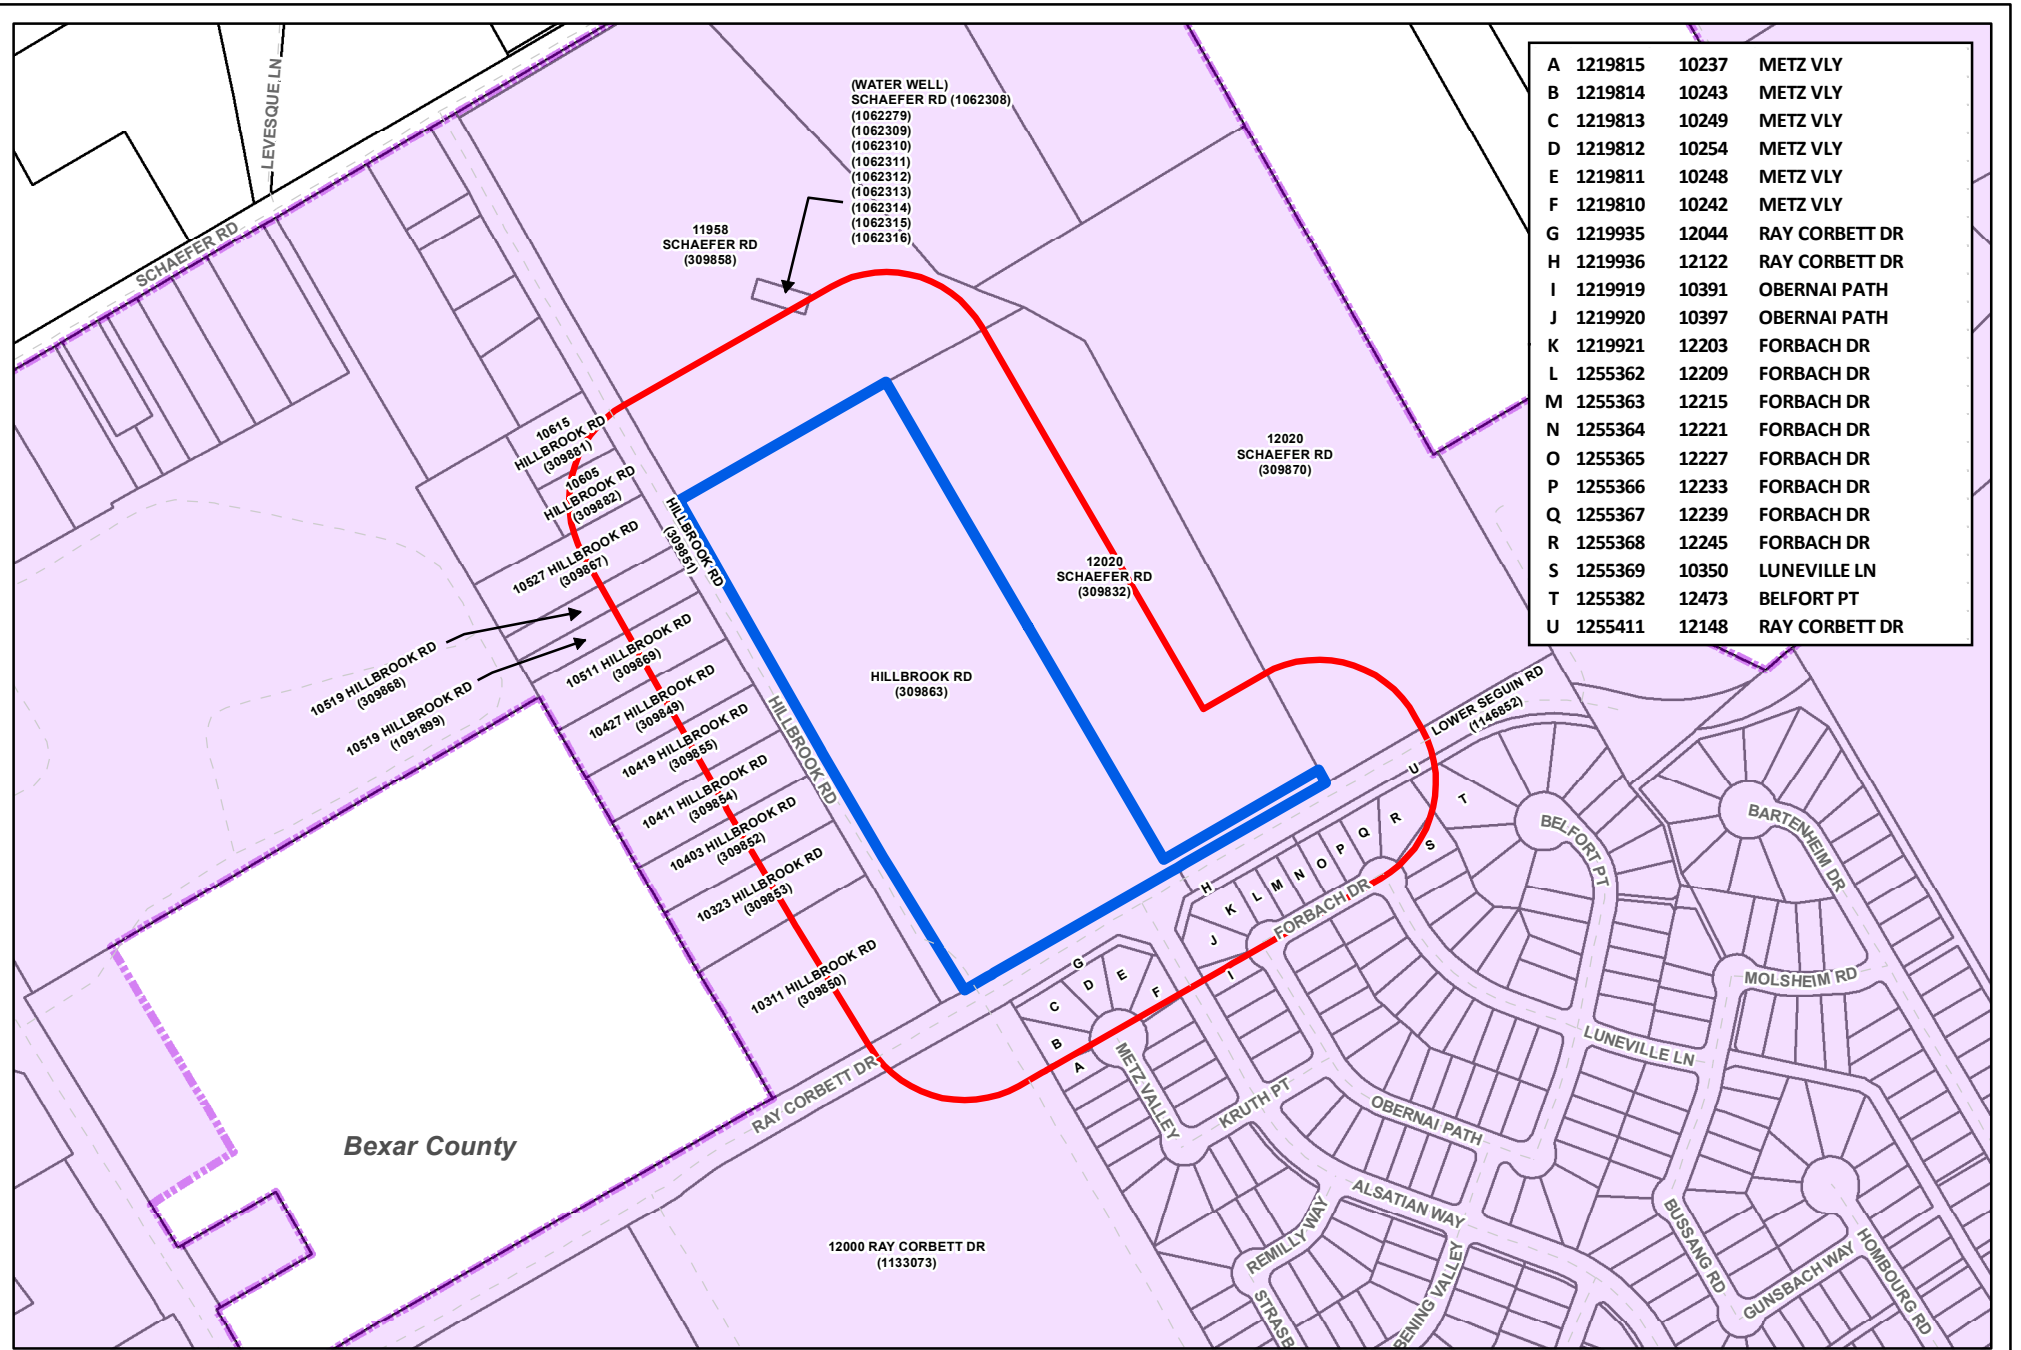 LEVESQUE LN
SCHAEFER RD
(WATER WELL)
SCHAEFER RD (1062308)
(1062279)
(1062309)
(1062310)
(1062311)
(1062312)
(1062313)
(1062314)
(1062315)
(1062316)
11958
SCHAEFER RD
(309858)
A 1219815 10237 METZ VLY
B 1219814 10243 METZ VLY
C 1219813 10249 METZ VLY
D 1219812 10254 METZ VLY
E 1219811 10248 METZ VLY
F 1219810 10242 METZ VLY
G 1219935 12044 RAY CORBETT DR
H 1219936 12122 RAY CORBETT DR
I 1219919 10391 OBERNAI PATH
J 1219920 10397 OBERNAI PATH
K 1219921 12203 FORBACH DR
L 1255362 12209 FORBACH DR
M 1255363 12215 FORBACH DR
N 1255364 12221 FORBACH DR
O 1255365 12227 FORBACH DR
P 1255366 12233 FORBACH DR
Q 1255367 12239 FORBACH DR
R 1255368 12245 FORBACH DR
S 1255369 10350 LUNEVILLE LN
T 1255382 12473 BELFORT PT
U 1255411 12148 RAY CORBETT DR
10615
HILLBROOK RD
(309881)
10605
HILLBROOK RD
(309882)
10527 HILLBROOK RD
(309867)
HILLBROOK RD
(309851)
12020
SCHAEFER RD
(309870)
12020
SCHAEFER RD
(309832)
10519 HILLBROOK RD
(309868)
10519 HILLBROOK RD
(1091899)
10511 HILLBROOK RD
(309869)
10427 HILLBROOK RD
(309849)
10419 HILLBROOK RD
(309855)
10411 HILLBROOK RD
(309854)
10403 HILLBROOK RD
(309852)
10323 HILLBROOK RD
(309853)
10311 HILLBROOK RD
(309850)
HILLBROOK RD
HILLBROOK RD
(309863)
LOWER SEGUIN RD
(1146852)
U
T
S
R
Q
P
O
N
M
L
K
J
I
H
G
F
E
D
C
B
A
FORBACH DR
BELFORT PT
BARTENHEIM DR
MOLSHEIM RD
LUNEVILLE LN
METZ VALLEY
KRUTH PT
OBERNAI PATH
RAY CORBETT DR
Bexar County
ALSATIAN WAY
REMILLY WAY
BUSSANG RD
GUNSBACH WAY
HOMBOURG RD
STRASB
BENING VALLEY
12000 RAY CORBETT DR
(1133073)